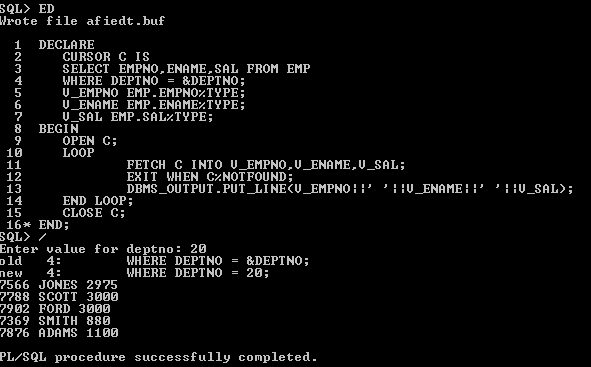 SQL> ED
Wrote file afiedt.buf
1 DECLARE
2 CURSOR C IS
3 SELECT EMPNO,ENAME,SAL FROM EMP
4 WHERE DEPTNO = &DEPTNO;
5 V_EMPNO EMP.EMPNO%TYPE;
6 V_ENAME EMP.ENAME%TYPE;
7 V_SAL EMP.SAL%TYPE;
8 BEGIN
9 OPEN C;
10 LOOP
11 FETCH C INTO V_EMPNO,V_ENAME,V_SAL;
12 EXIT WHEN C%NOTFOUND;
13 DBMS_OUTPUT.PUT_LINE(V_EMPNO||' '||V_ENAME||' '||V_SAL);
14 END LOOP;
15 CLOSE C;
16* END;
SQL> /
Enter value for deptno: 20
old 4: WHERE DEPTNO = &DEPTNO;
new 4: WHERE DEPTNO = 20;
7566 JONES 2975
7788 SCOTT 3000
7902 FORD 3000
7369 SMITH 880
7876 ADAMS 1100
PL/SQL procedure successfully completed.